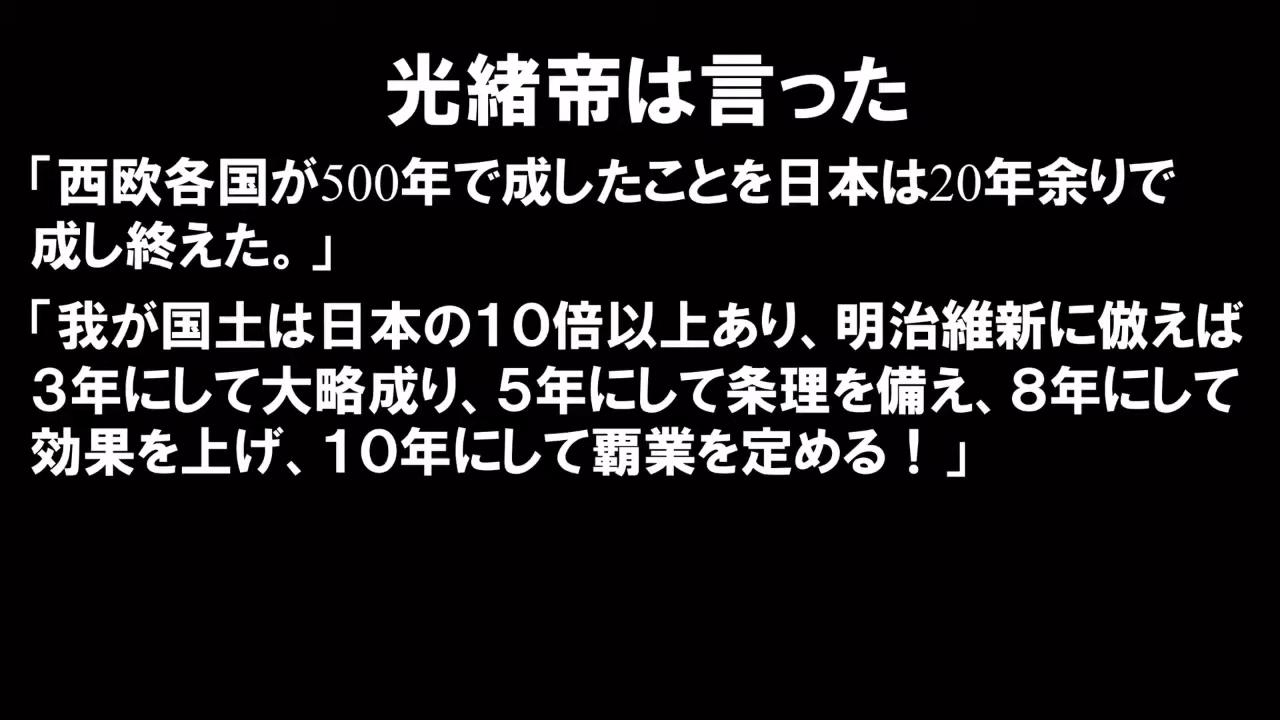 光緒帝は言った
「西欧各国が500年で成したことを日本は20年余りで
成し終えた。」
「我が国土は日本の１０倍以上あり、明治維新に倣えば
３年にして大略成り、５年にして条理を備え、８年にして
効果を上げ、１０年にして覇業を定める！」